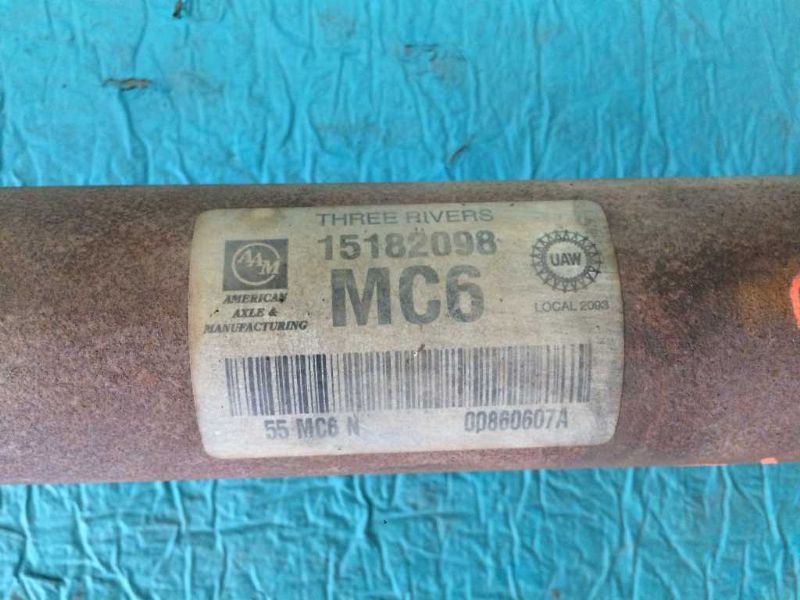 THREE RIVERS
15182098
MC6
AAM
AMERICAN
AXLE &
MANUFACTURING
UAW
LOCAL 2093
55 MC6 N
00860607A